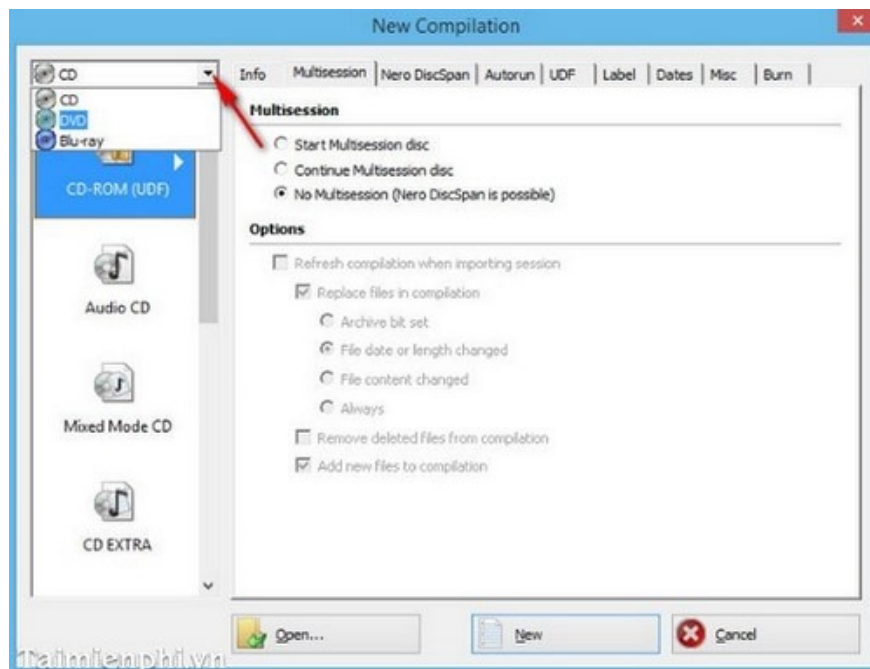 New Compilation
CD
CD
DVD
Blu-ray
CD-ROM (UDF)
Audio CD
Mixed Mode CD
CD EXTRA
Info Multisession Nero DiscSpan Autorun UDF Label Dates Misc Burn
Multisession
Start Multisession disc
Continue Multisession disc
No Multisession (Nero DiscSpan is possible)
Options
Refresh compilation when importing session
Replace files in compilation
Archive bit set
File date or length changed
File content changed
Always
Remove deleted files from compilation
Add new files to compilation
Open... New Cancel
Taimienphi.vn